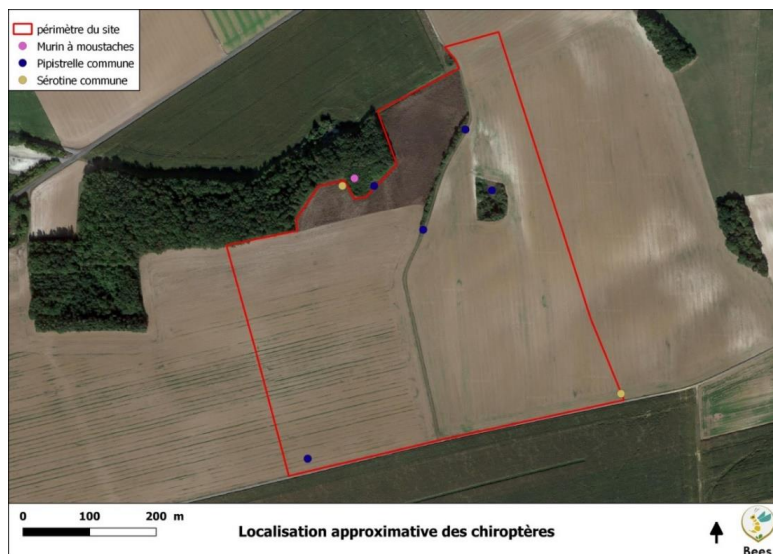 périmètre du site
Murin à moustaches
Pipistrelle commune
Sérotine commune
0 100 200 m
Localisation approximative des chiroptères
Bees